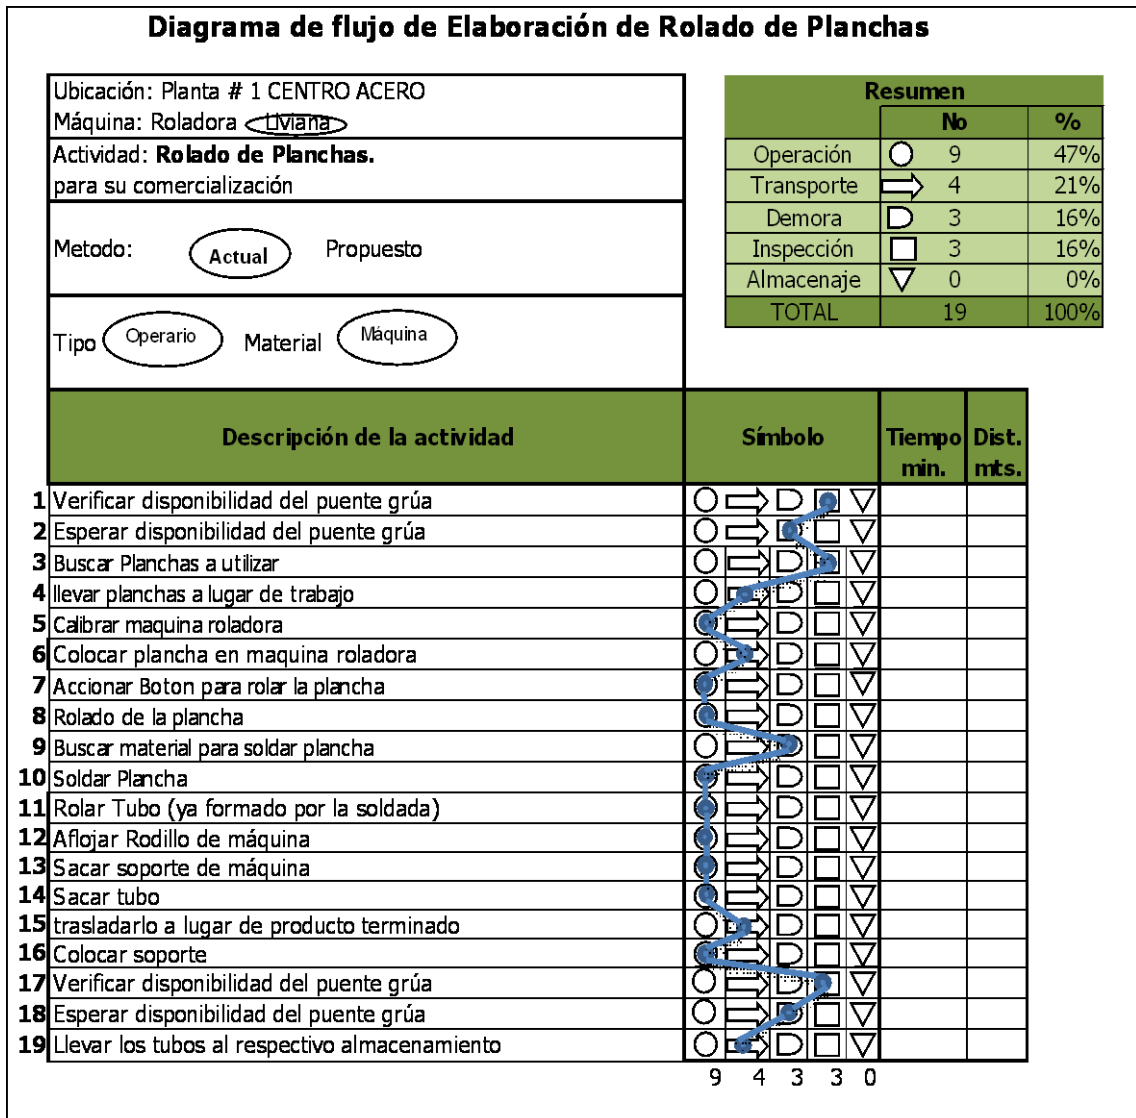 Diagrama de flujo de Elaboración de Rolado de Planchas
Ubicación: Planta # 1 CENTRO ACERO
Máquina: Roladora Liviana
Actividad: Rolado de Planchas.
para su comercialización
Metodo: Actual Propuesto
Tipo Operario Material Máquina
Resumen
No %
Operación 9 47%
Transporte 4 21%
Demora 3 16%
Inspección 3 16%
Almacenaje 0 0%
TOTAL 19 100%
Descripción de la actividad Símbolo Tiempo min. Dist. mts.
1 Verificar disponibilidad del puente grúa
2 Esperar disponibilidad del puente grúa
3 Buscar Planchas a utilizar
4 llevar planchas a lugar de trabajo
5 Calibrar maquina roladora
6 Colocar plancha en maquina roladora
7 Accionar Boton para rolar la plancha
8 Rolado de la plancha
9 Buscar material para soldar plancha
10 Soldar Plancha
11 Rolar Tubo (ya formado por la soldada)
12 Aflojar Rodillo de máquina
13 Sacar soporte de máquina
14 Sacar tubo
15 trasladarlo a lugar de producto terminado
16 Colocar soporte
17 Verificar disponibilidad del puente grúa
18 Esperar disponibilidad del puente grúa
19 Llevar los tubos al respectivo almacenamiento
9 4 3 3 0